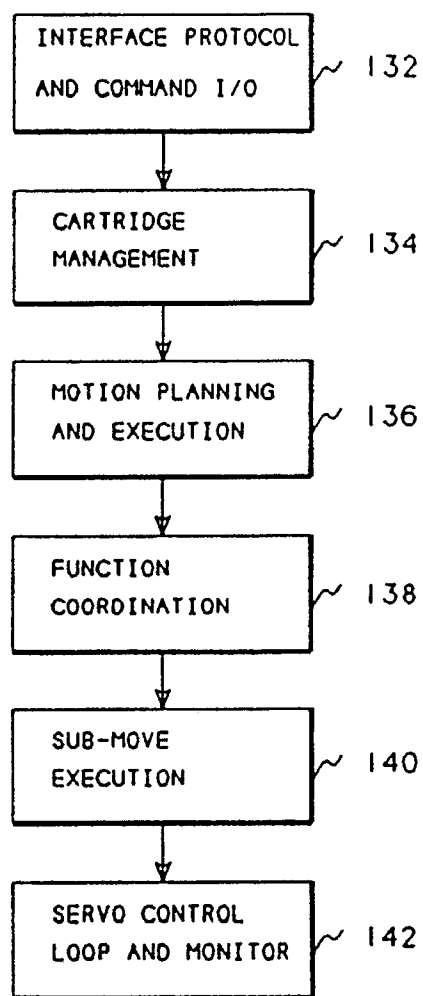 INTERFACE PROTOCOL
AND COMMAND I/O
132
CARTRIDGE
MANAGEMENT
134
MOTION PLANNING
AND EXECUTION
136
FUNCTION
COORDINATION
138
SUB-MOVE
EXECUTION
140
SERVO CONTROL
LOOP AND MONITOR
142